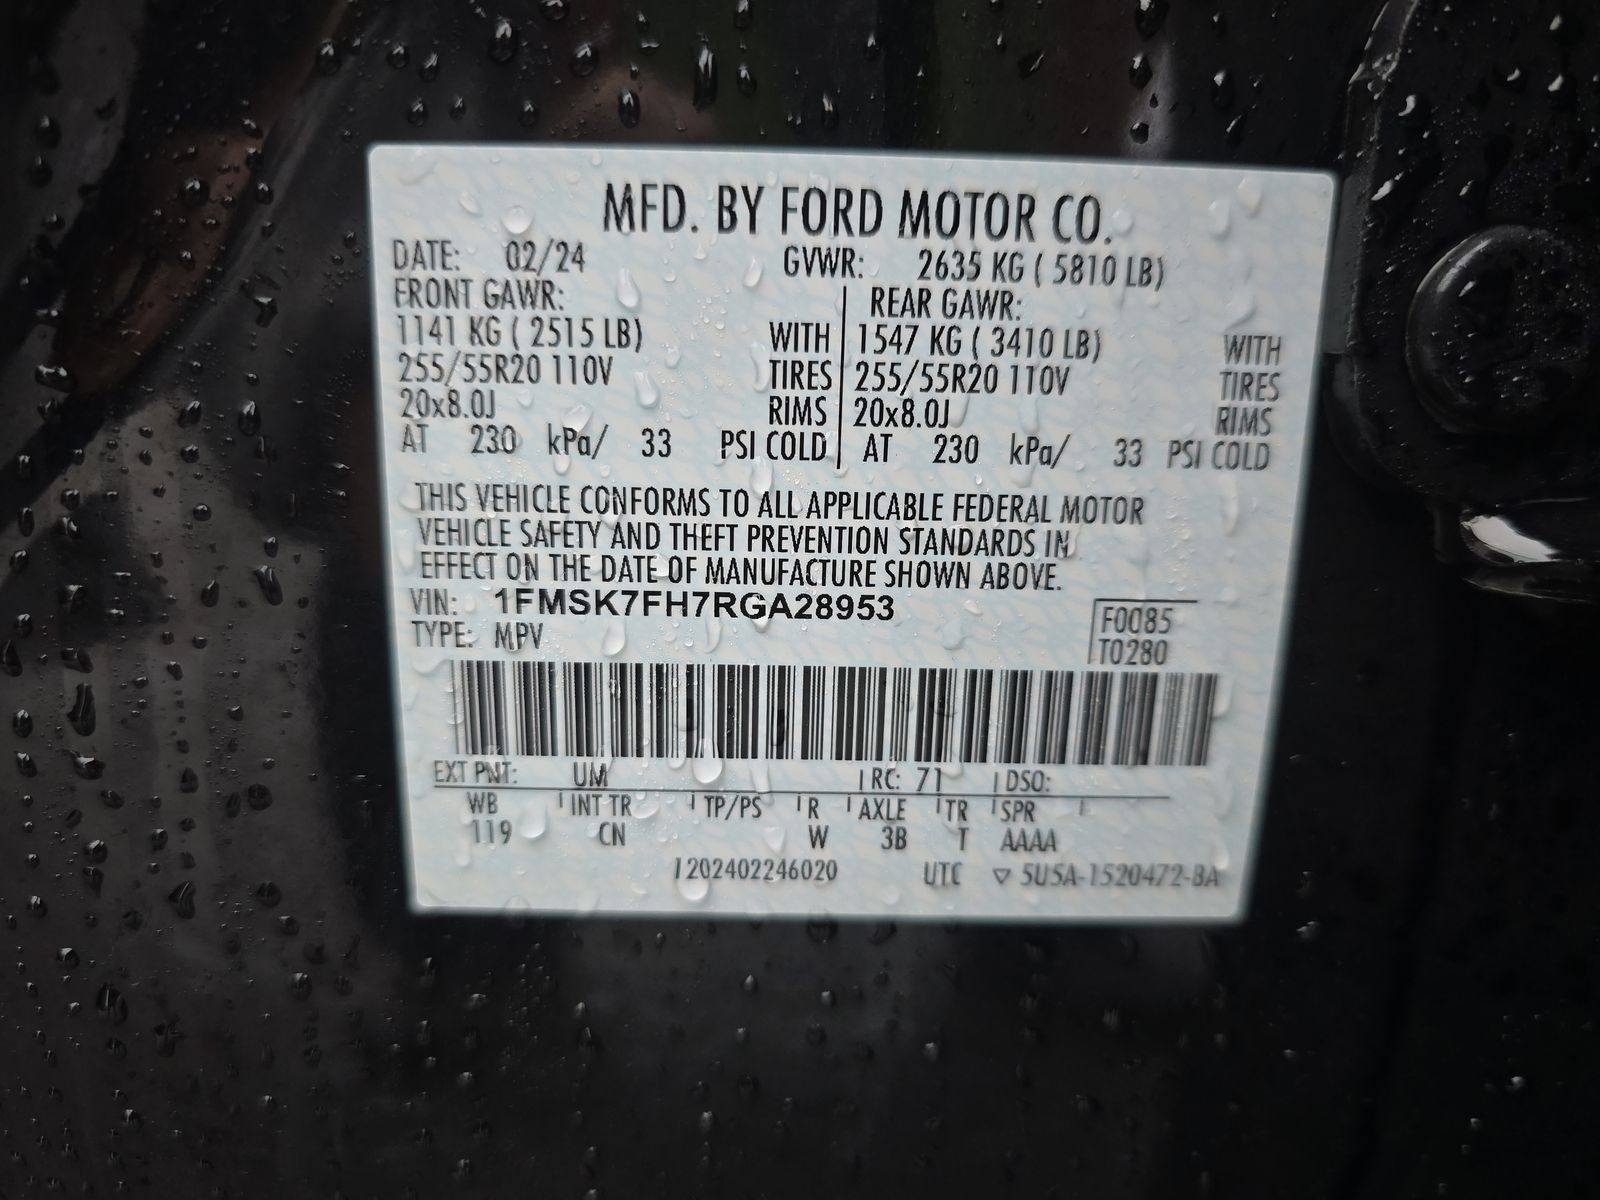 MFD. BY FORD MOTOR CO.
DATE: 02/24 GVWR: 2635 KG ( 5810 LB)
FRONT GAWR: REAR GAWR:
1141 KG ( 2515 LB) WITH 1547 KG ( 3410 LB) WITH
255/55R20 110V TIRES 255/55R20 110V TIRES
20x8.0J RIMS 20x8.0J RIMS
AT 230 kPa/ 33 PSI COLD AT 230 kPa/ 33 PSI COLD
THIS VEHICLE CONFORMS TO ALL APPLICABLE FEDERAL MOTOR
VEHICLE SAFETY AND THEFT PREVENTION STANDARDS IN
EFFECT ON THE DATE OF MANUFACTURE SHOWN ABOVE.
VIN: 1FMSK7FH7RGA28953
TYPE: MPV
F0085
T0280
EXT PNT: UM RC: 71 DSO:
WB INT TR TP/PS R AXLE TR SPR
119 CN W 3B T AAAA
1202402246020 UTC ▽ 5U5A-1520472-BA